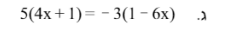 ג. 5(4x + 1) = - 3(1 - 6x)